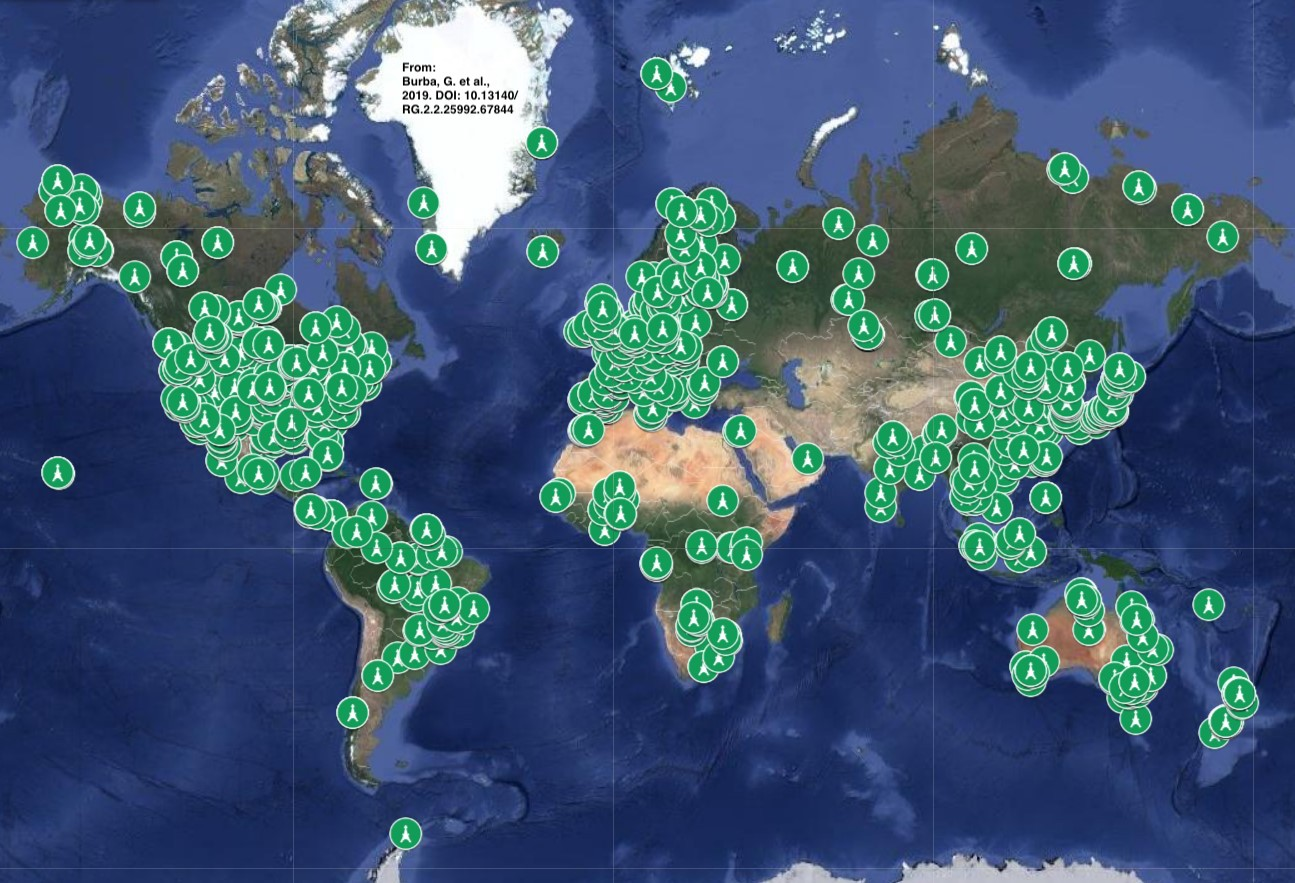 From:
Burba, G. et al.,
2019. DOI: 10.13140/
RG.2.2.25992.67844